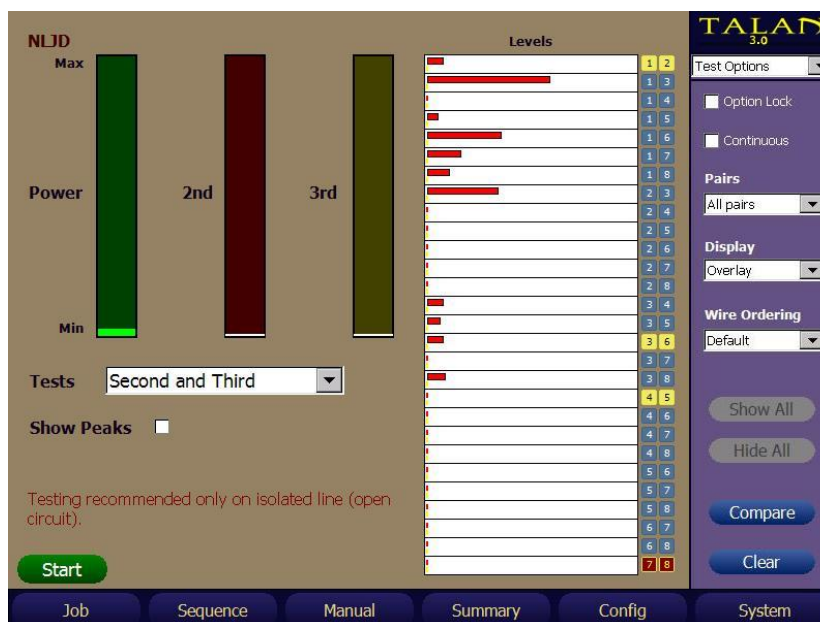 NLJD
Max
Power
Min
2nd
3rd
Levels
1 2
1 3
1 4
1 5
1 6
1 7
1 8
2 3
2 4
2 5
2 6
2 7
2 8
3 4
3 5
3 6
3 7
3 8
4 5
4 6
4 7
4 8
5 6
5 7
5 8
6 7
6 8
7 8
Tests Second and Third
Show Peaks
Testing recommended only on isolated line (open
circuit).
Start
TALAN
3.0
Test Options
Option Lock
Continuous
Pairs
All pairs
Display
Overlay
Wire Ordering
Default
Show All
Hide All
Compare
Clear
Job Sequence Manual Summary Config System